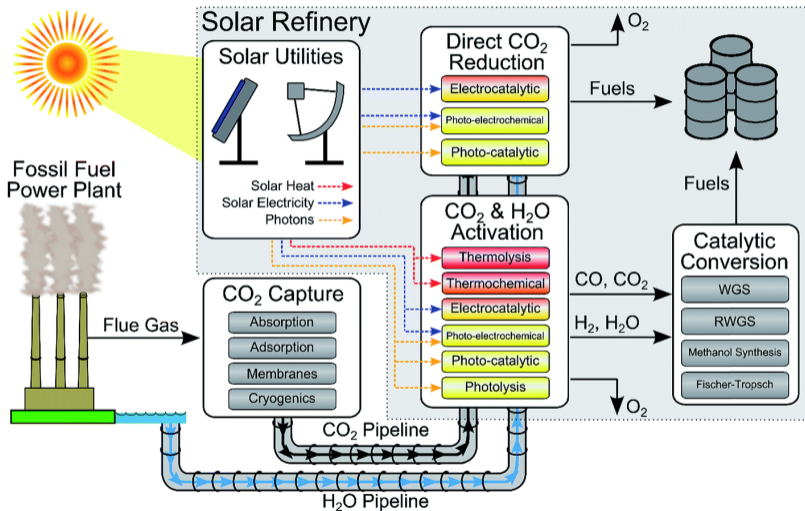 Solar Refinery
Solar Utilities
Solar Heat
Solar Electricity
Photons
Direct CO₂
Reduction
Electrocatalytic
Photo-electrochemical
Photo-catalytic
O₂
Fuels
Fuels
Fossil Fuel
Power Plant
Flue Gas
CO₂ Capture
Absorption
Adsorption
Membranes
Cryogenics
CO₂ & H₂O
Activation
Thermolysis
Thermochemical
Electrocatalytic
Photo-electrochemical
Photo-catalytic
Photolysis
CO, CO₂
H₂, H₂O
O₂
Catalytic
Conversion
WGS
RWGS
Methanol Synthesis
Fischer-Tropsch
CO₂ Pipeline
H₂O Pipeline